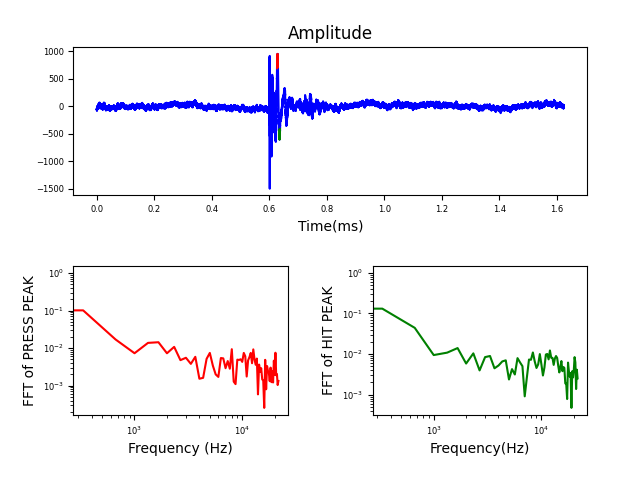 Amplitude
1000
500
0
−500
−1000
−1500
0.0 0.2 0.4 0.6 0.8 1.0 1.2 1.4 1.6
Time(ms)
FFT of PRESS PEAK
10⁰
10⁻¹
10⁻²
10⁻³
10³ 10⁴
Frequency (Hz)
FFT of HIT PEAK
10⁰
10⁻¹
10⁻²
10⁻³
10³ 10⁴
Frequency(Hz)